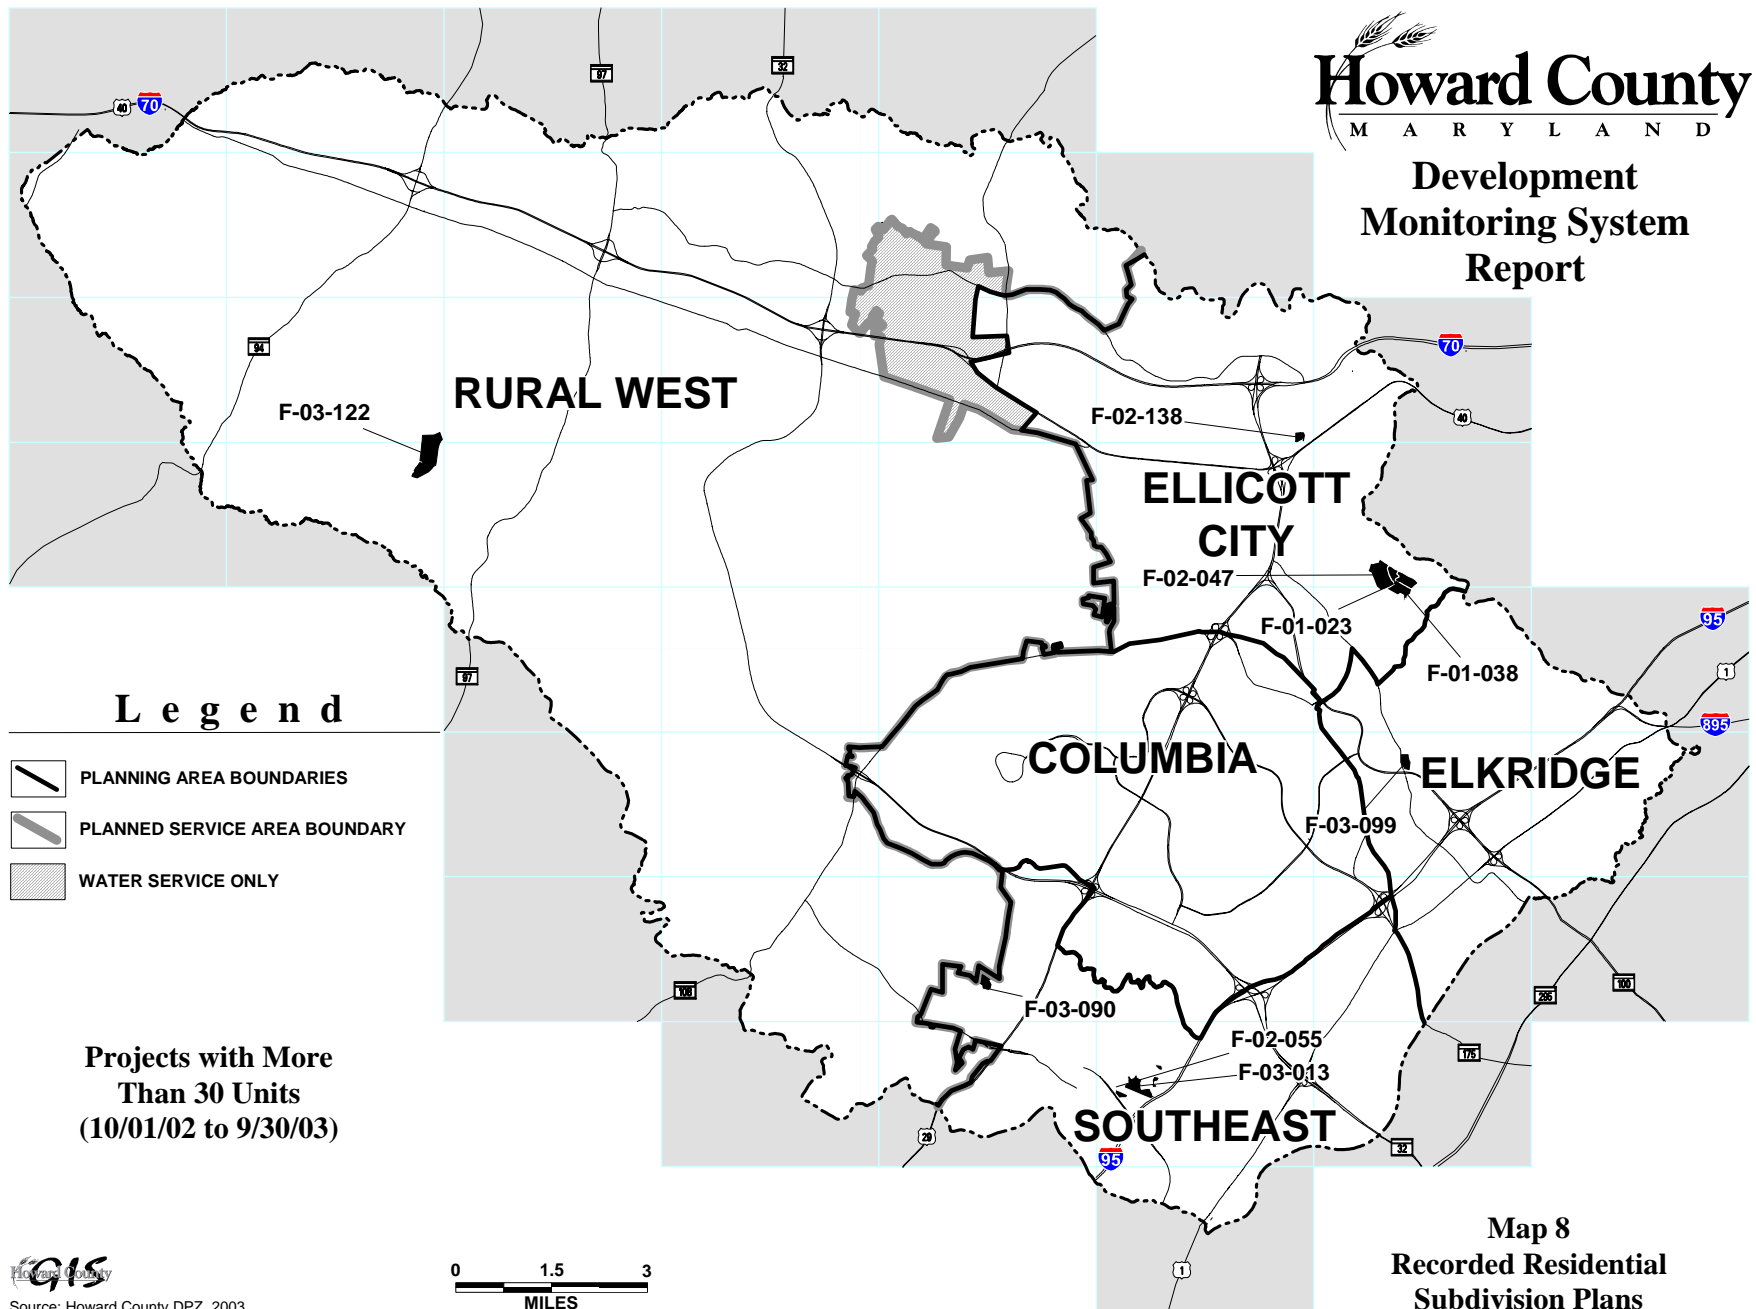 Howard County
MARYLAND
Development
Monitoring System
Report
97
32
40
70
94
RURAL WEST
F-03-122
70
40
F-02-138
ELLICOTT
CITY
F-02-047
F-01-023
F-01-038
95
1
895
97
Legend
PLANNING AREA BOUNDARIES
PLANNED SERVICE AREA BOUNDARY
WATER SERVICE ONLY
COLUMBIA
ELKRIDGE
F-03-099
108
100
295
F-03-090
F-02-055
175
F-03-013
SOUTHEAST
29
32
95
1
Projects with More
Than 30 Units
(10/01/02 to 9/30/03)
Map 8
Recorded Residential
Subdivision Plans
Howard County
GIS
Source: Howard County DPZ, 2003
0 1.5 3
MILES